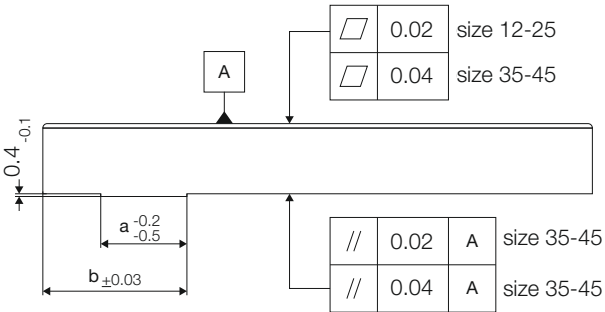 0.02 size 12-25
A
0.04 size 35-45
0.4 -0.1
a -0.2 -0.5
// 0.02 A size 35-45
b ±0.03
// 0.04 A size 35-45